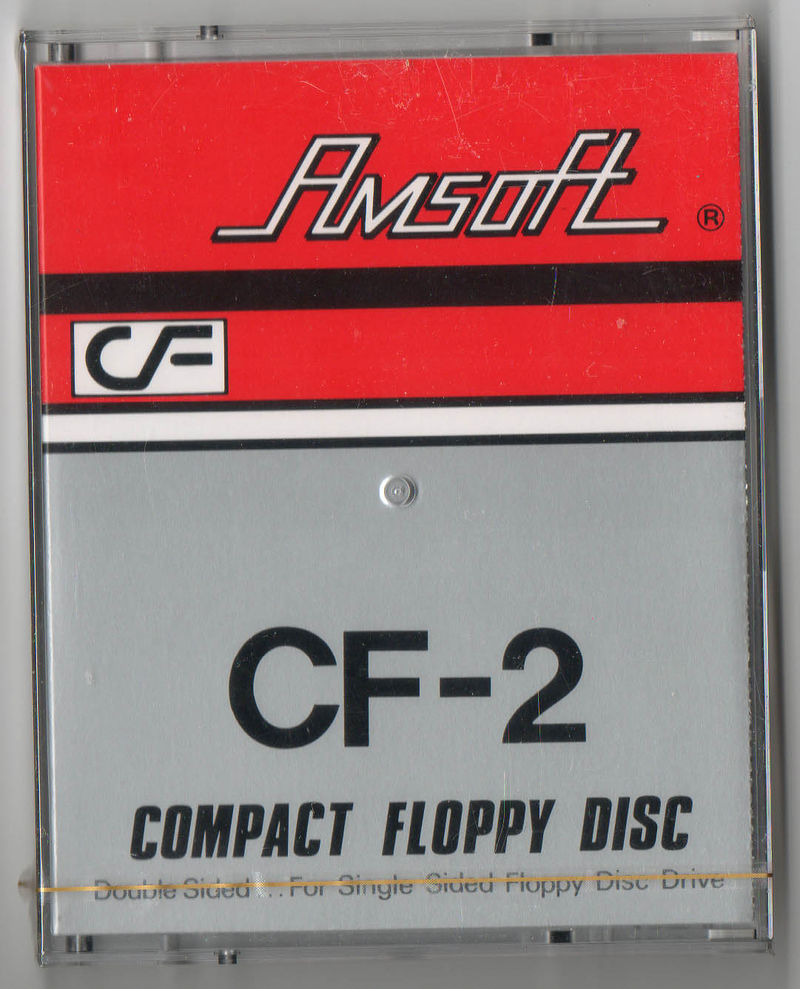 Amsoft ®
CF
CF-2
COMPACT FLOPPY DISC
Double Sided... For Single Sided Floppy Disc Drive